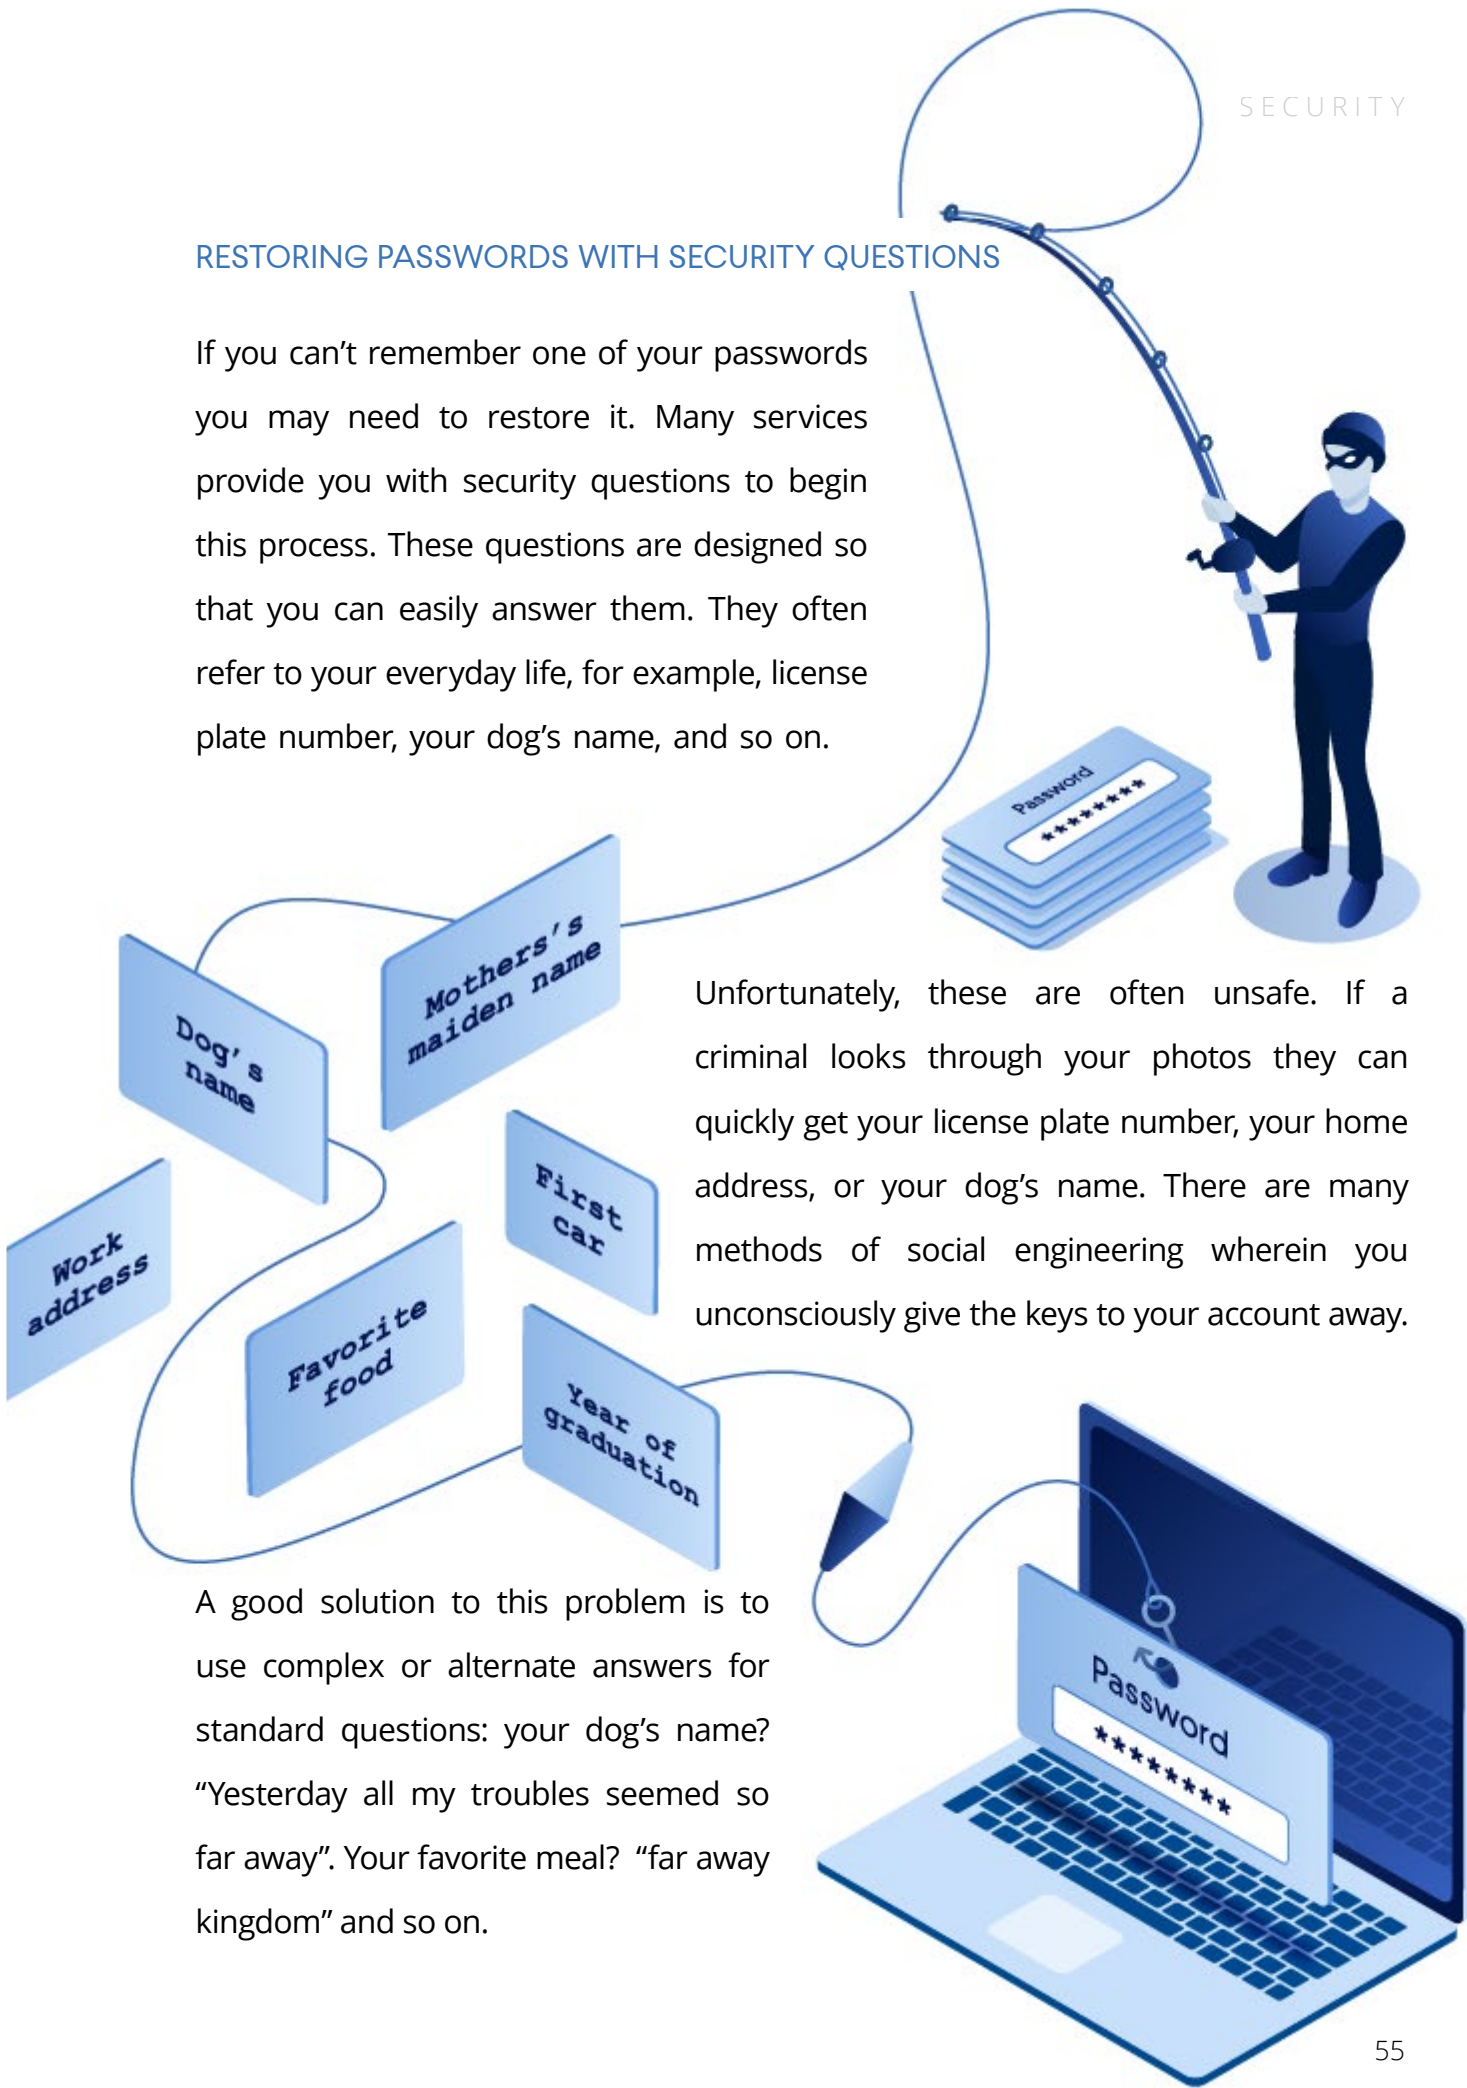 SECURITY
RESTORING PASSWORDS WITH SECURITY QUESTIONS
If you can’t remember one of your passwords
you may need to restore it. Many services
provide you with security questions to begin
this process. These questions are designed so
that you can easily answer them. They often
refer to your everyday life, for example, license
plate number, your dog’s name, and so on.
Password
********
Mothers's
maiden name
Dog's
name
First
car
Work
address
Favorite
food
Year of
graduation
Unfortunately, these are often unsafe. If a
criminal looks through your photos they can
quickly get your license plate number, your home
address, or your dog’s name. There are many
methods of social engineering wherein you
unconsciously give the keys to your account away.
A good solution to this problem is to
use complex or alternate answers for
standard questions: your dog’s name?
“Yesterday all my troubles seemed so
far away”. Your favorite meal? “far away
kingdom” and so on.
Password
********
55